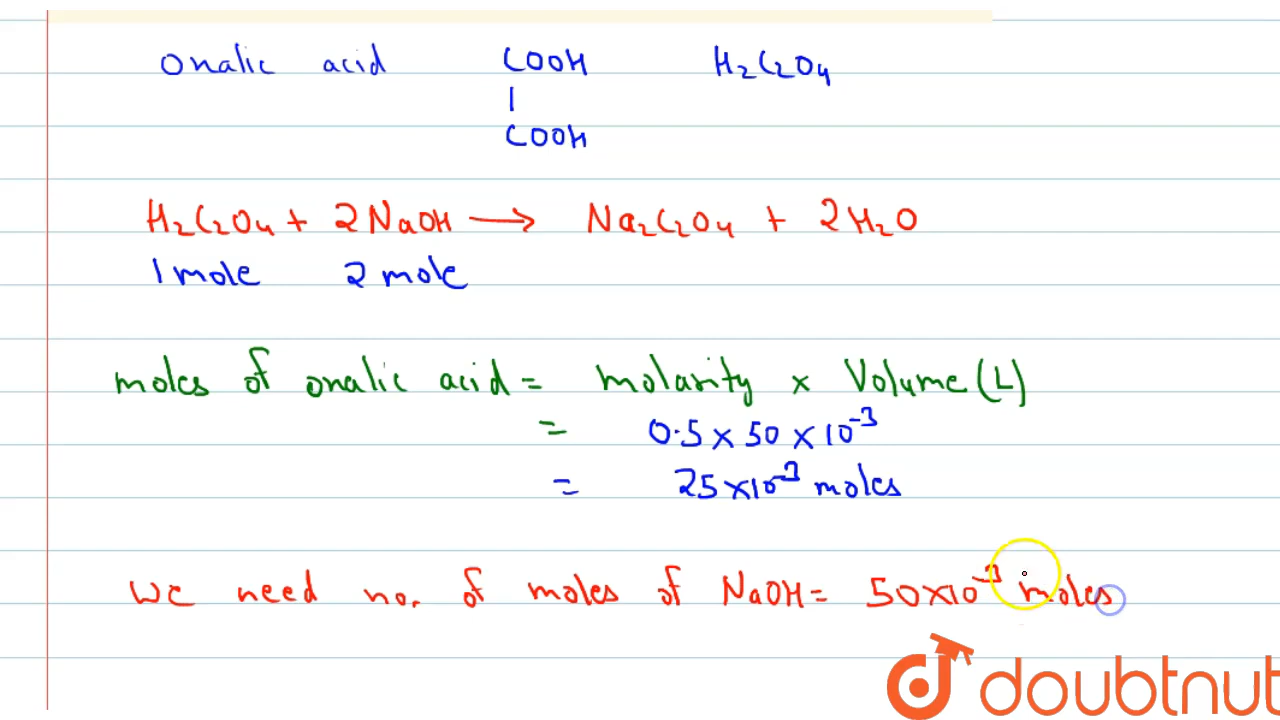 Onalic acid COOH H₂C₂O₄
|
COOH
H₂C₂O₄ + 2NaOH → Na₂C₂O₄ + 2H₂O
1 mole 2 mole
moles of onalic acid = molarity × Volume (L)
= 0.5 × 50 × 10⁻³
= 25 × 10⁻³ moles
We need no. of moles of NaOH = 50×10⁻³ moles
doubtnut